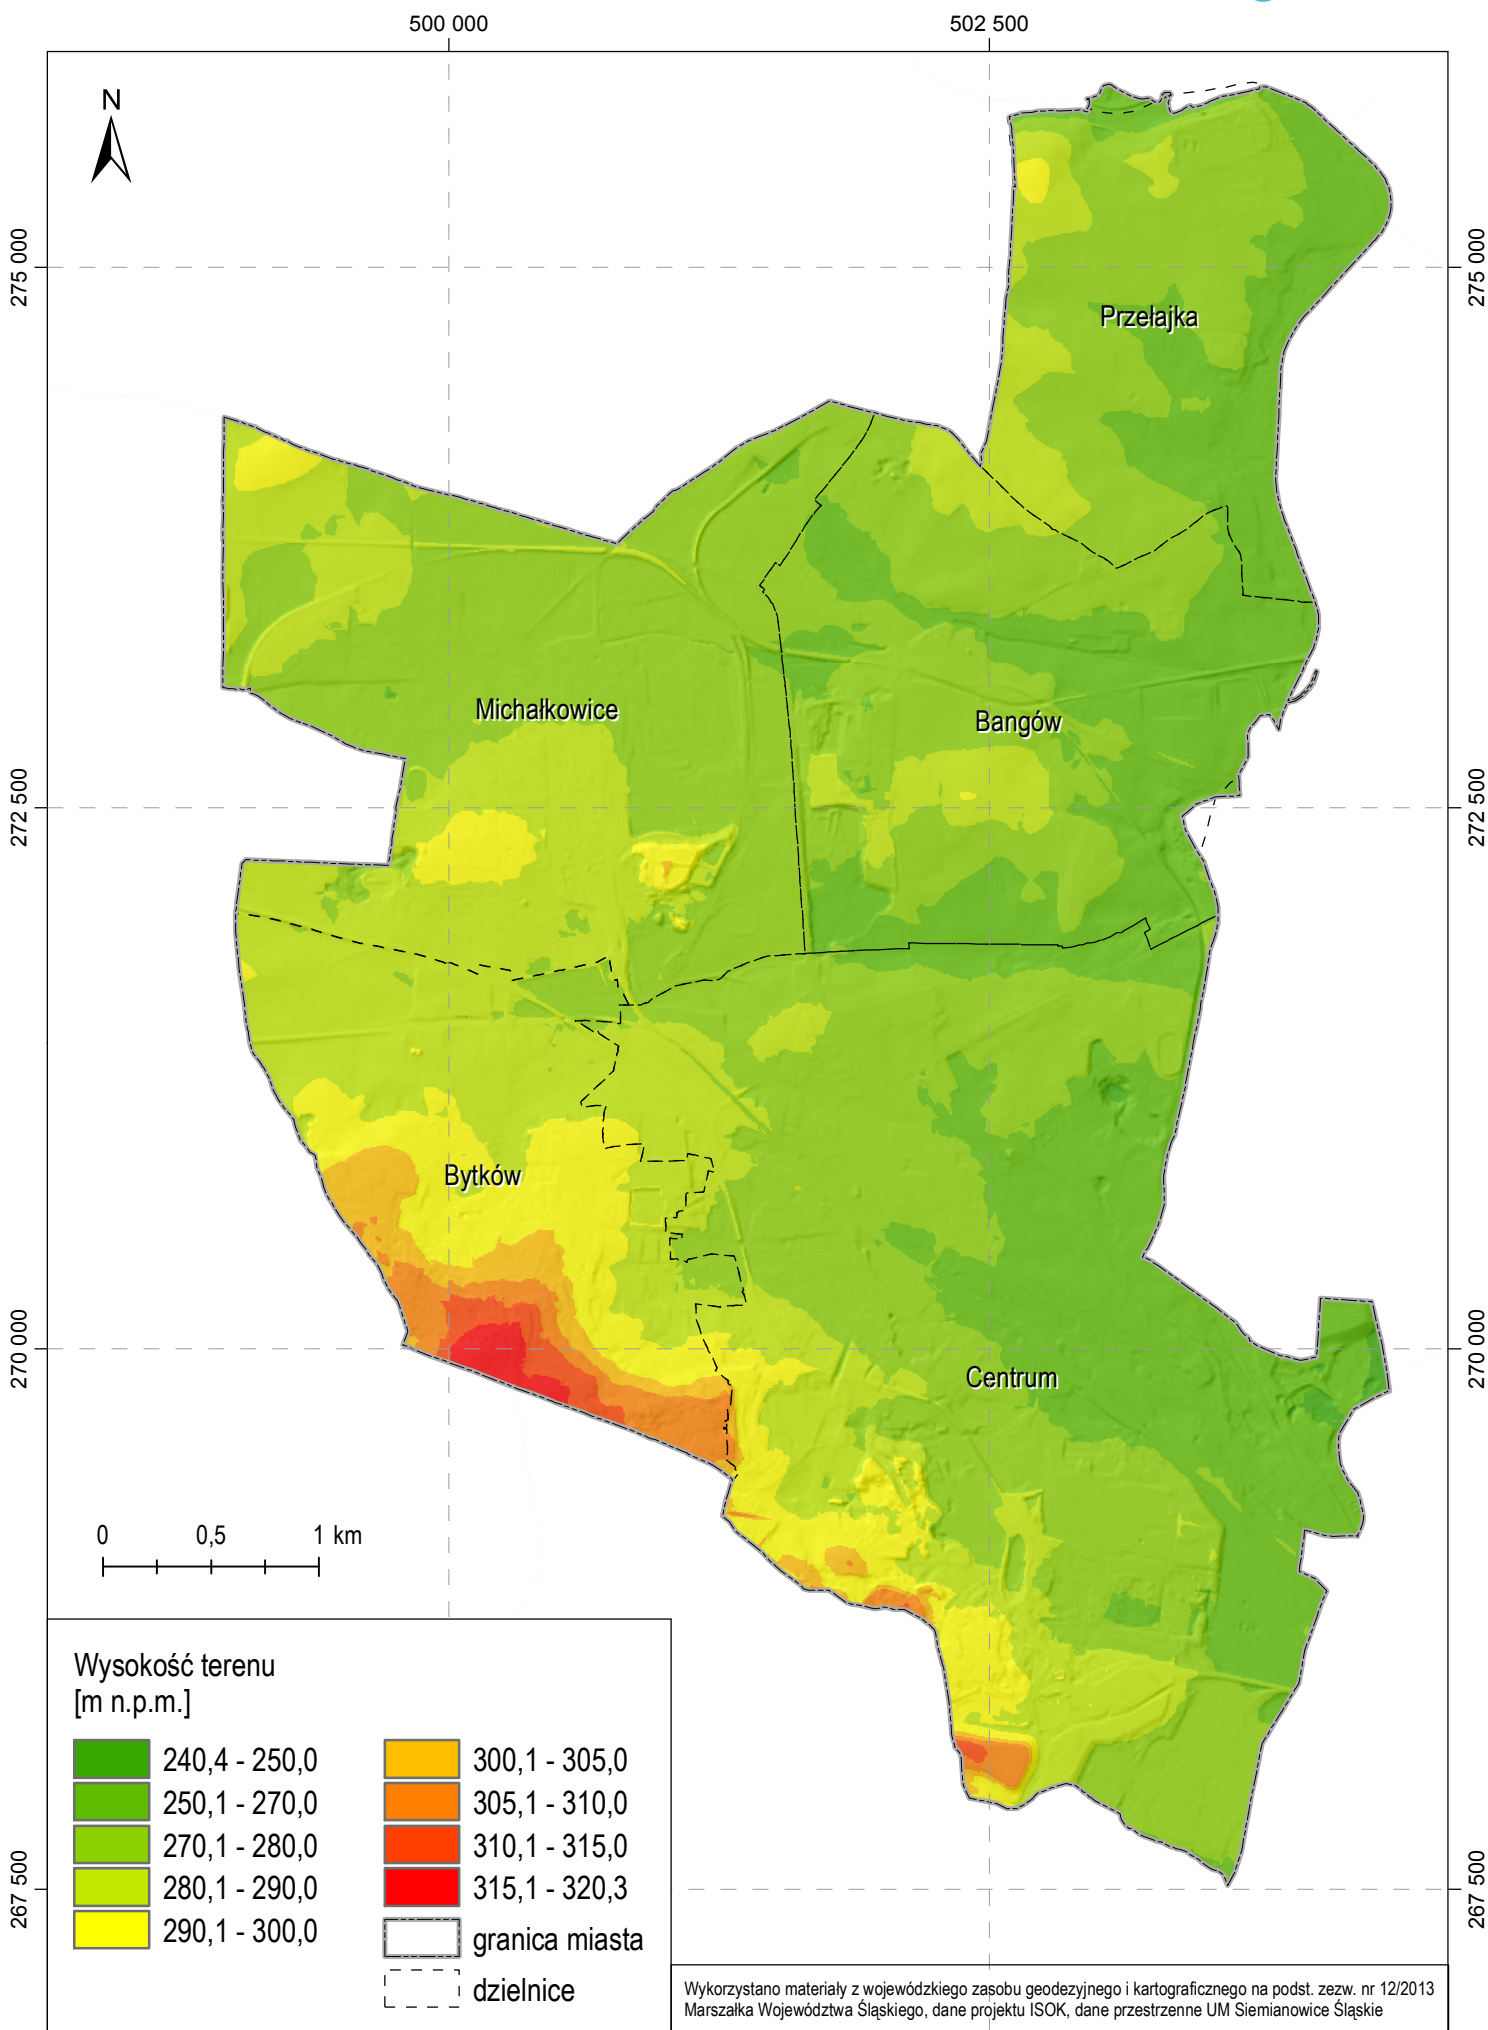 500 000
502 500
N
275 000
275 000
Przełajka
Michałkowice
Bangów
272 500
272 500
Bytków
270 000
270 000
Centrum
0 0,5 1 km
Wysokość terenu
[m n.p.m.]
240,4 - 250,0
250,1 - 270,0
270,1 - 280,0
280,1 - 290,0
290,1 - 300,0
300,1 - 305,0
305,1 - 310,0
310,1 - 315,0
315,1 - 320,3
granica miasta
dzielnice
267 500
267 500
Wykorzystano materiały z wojewódzkiego zasobu geodezyjnego i kartograficznego na podst. zezw. nr 12/2013
Marszałka Województwa Śląskiego, dane projektu ISOK, dane przestrzenne UM Siemianowice Śląskie